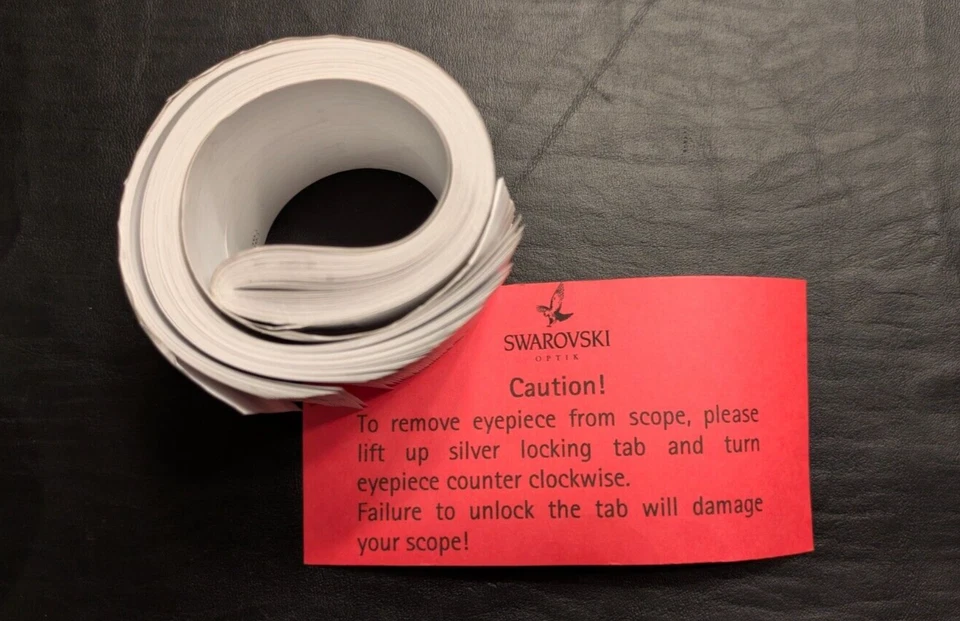 SWAROVSKI
OPTIK
Caution!
To remove eyepiece from scope, please
lift up silver locking tab and turn
eyepiece counter clockwise.
Failure to unlock the tab will damage
your scope!